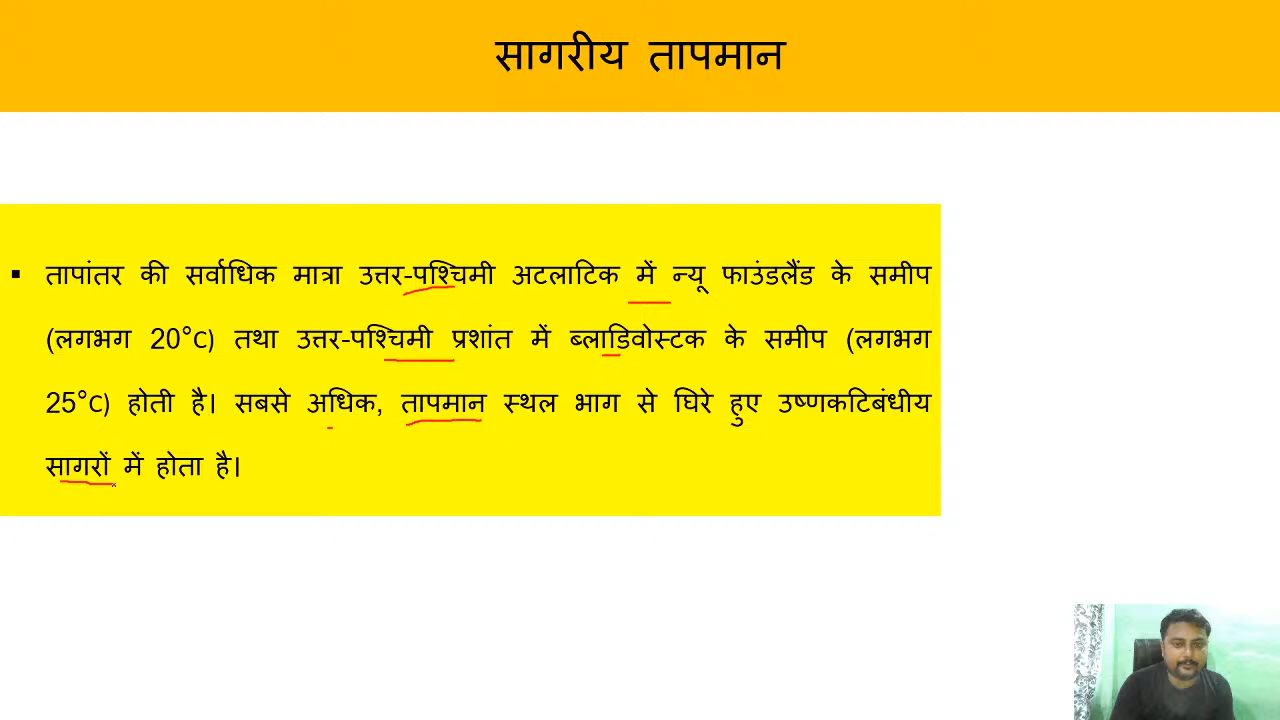 सागरीय तापमान
▪ तापांतर की सर्वाधिक मात्रा उत्तर-पश्चिमी अटलाटिक में न्यू फाउंडलैंड के समीप
(लगभग 20°C) तथा उत्तर-पश्चिमी प्रशांत में ब्लाडिवोस्टक के समीप (लगभग
25°C) होती है। सबसे अधिक, तापमान स्थल भाग से घिरे हुए उष्णकटिबंधीय
सागरों में होता है।